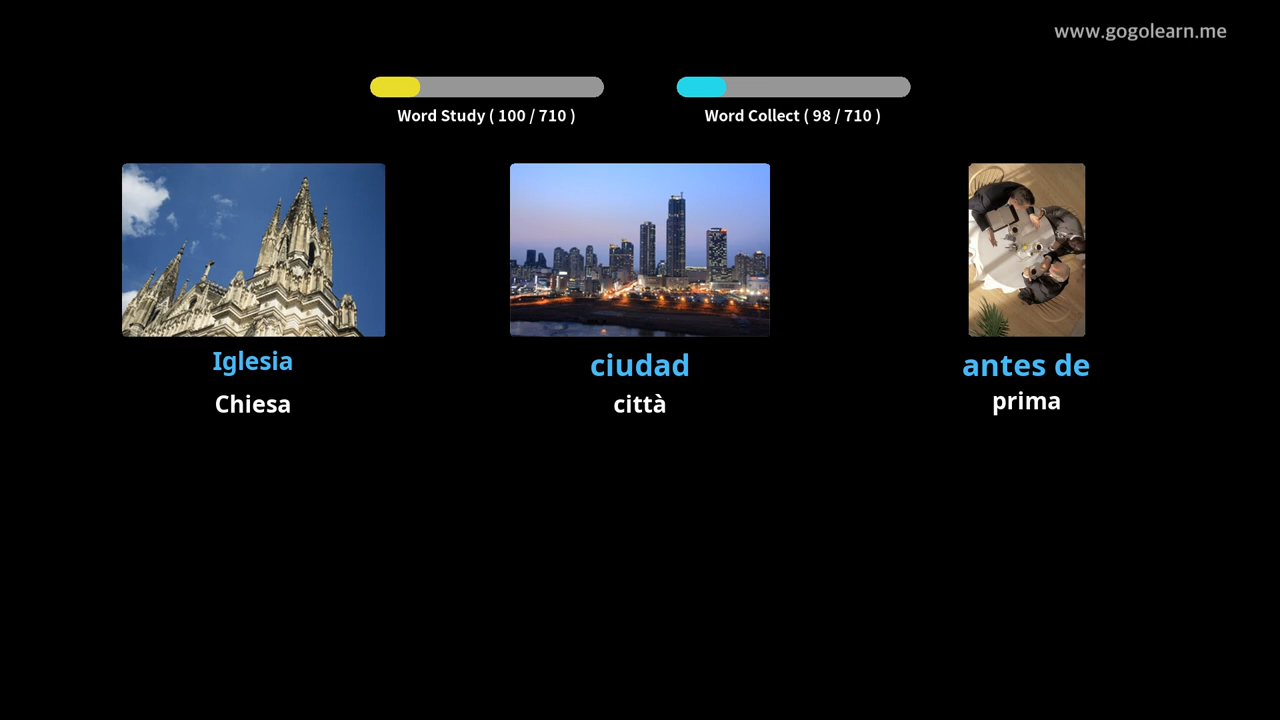 www.gogolearn.me
Word Study ( 100 / 710 )
Word Collect ( 98 / 710 )
Iglesia
Chiesa
ciudad
città
antes de
prima